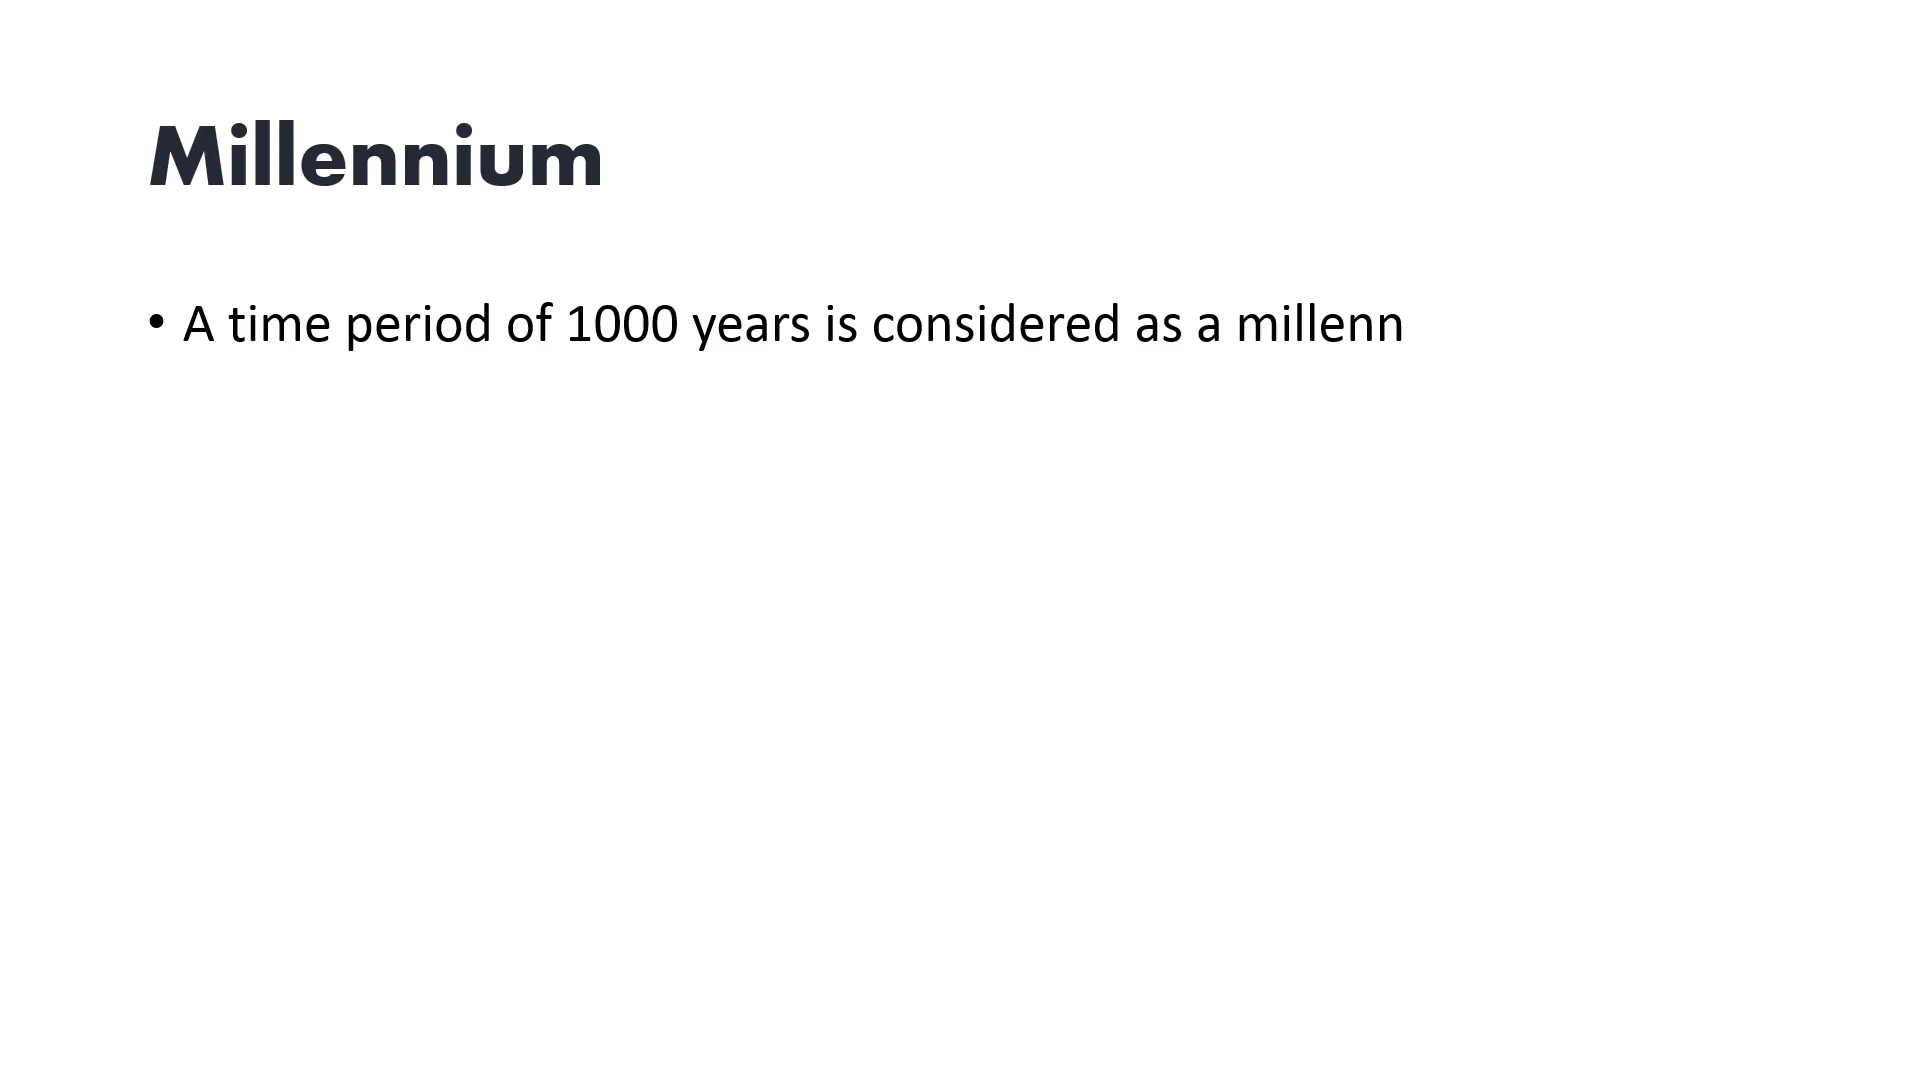 Millennium
• A time period of 1000 years is considered as a millenn